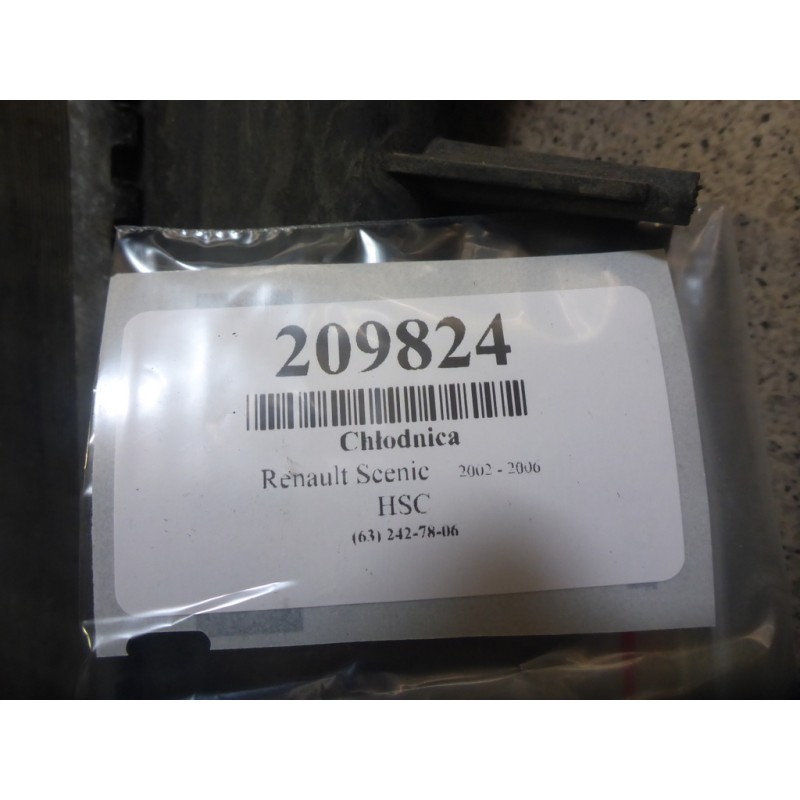 209824
Chłodnica
Renault Scenic 2002 - 2006
HSC
(63) 242-78-06